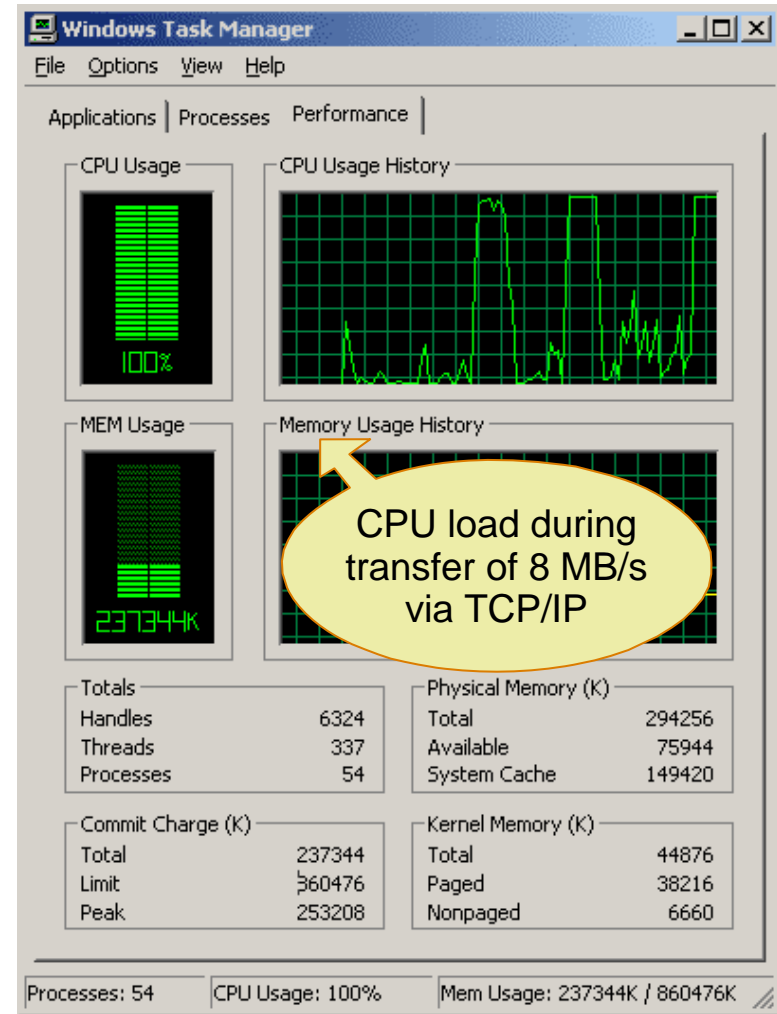 Windows Task Manager
File Options View Help
Applications Processes Performance
CPU Usage
CPU Usage History
100%
MEM Usage
Memory Usage History
237344K
CPU load during
transfer of 8 MB/s
via TCP/IP
Totals
Handles 6324
Threads 337
Processes 54
Physical Memory (K)
Total 294256
Available 75944
System Cache 149420
Commit Charge (K)
Total 237344
Limit 860476
Peak 253208
Kernel Memory (K)
Total 44876
Paged 38216
Nonpaged 6660
Processes: 54 CPU Usage: 100% Mem Usage: 237344K / 860476K